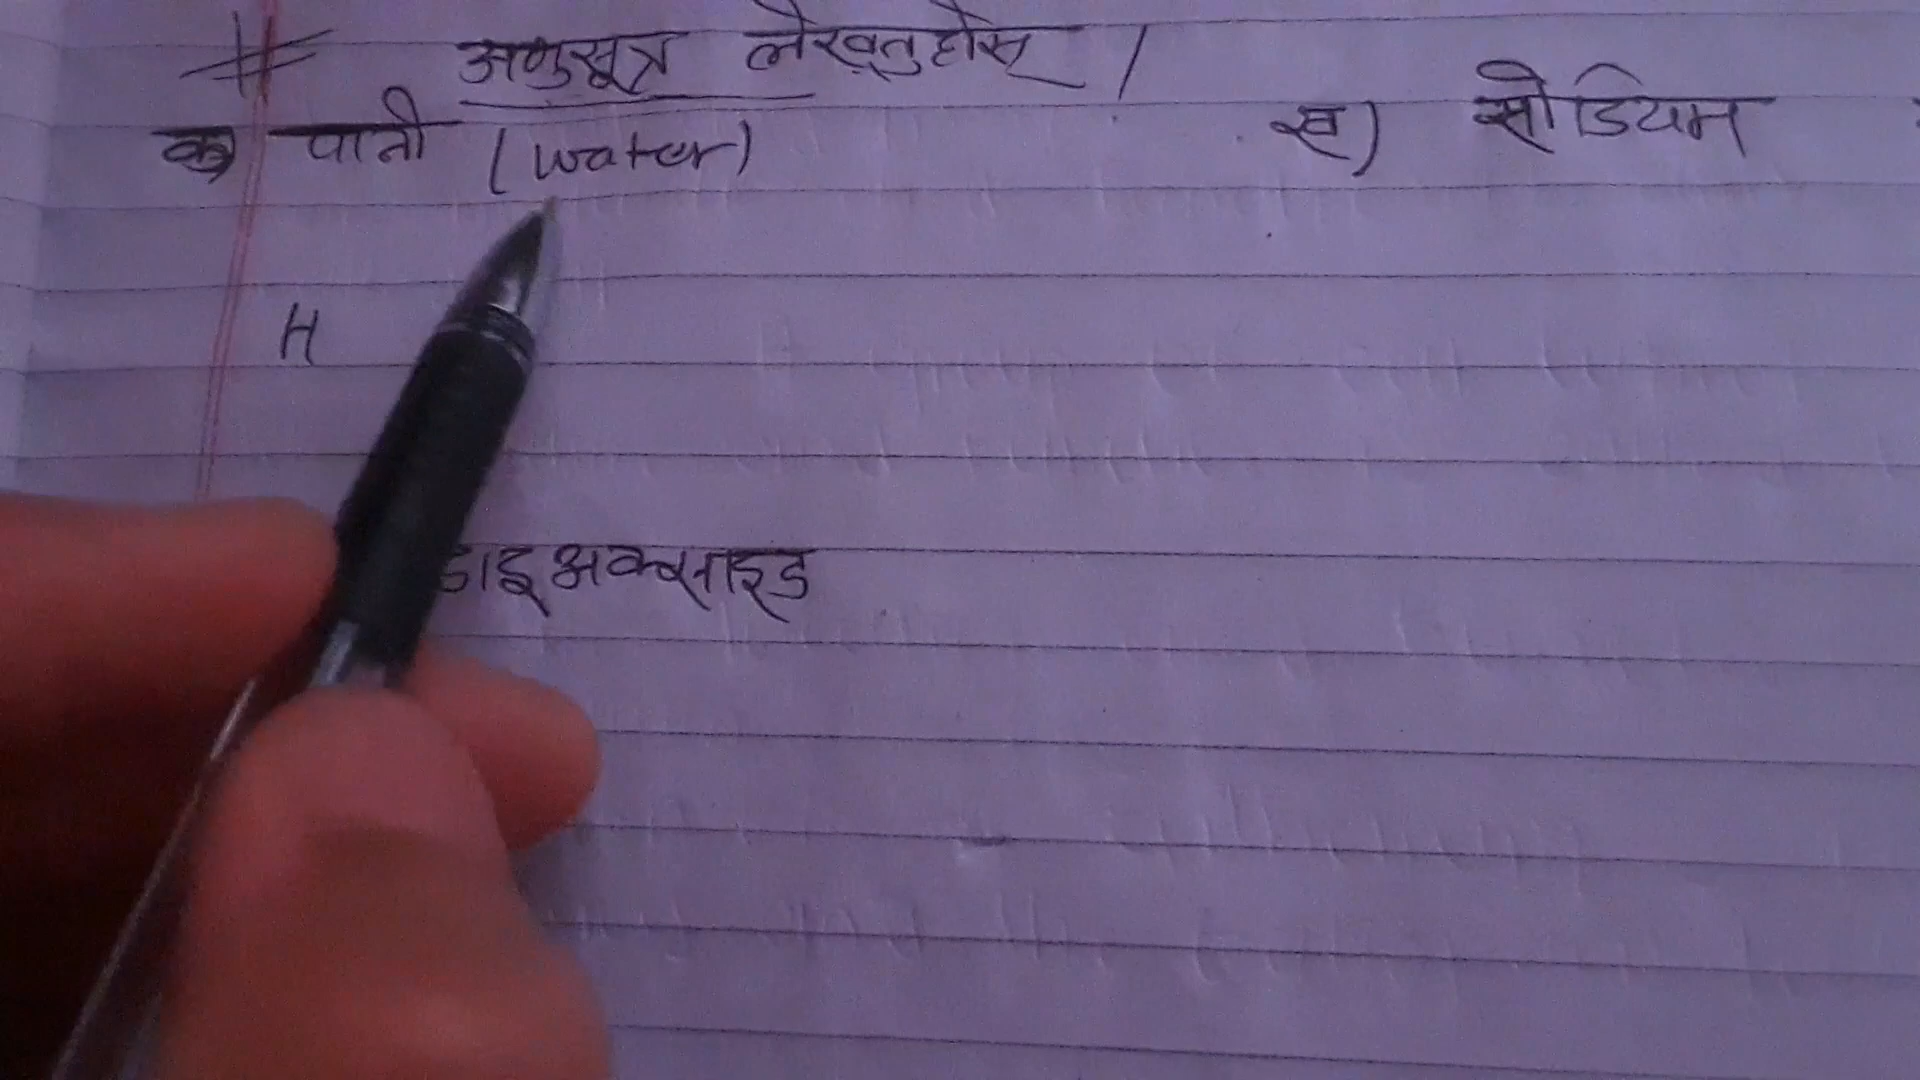 # अणुसूत्र लेख्नुहोस् ।
क) पानी (water) ख) सोडियम
H
डाइअक्साइड